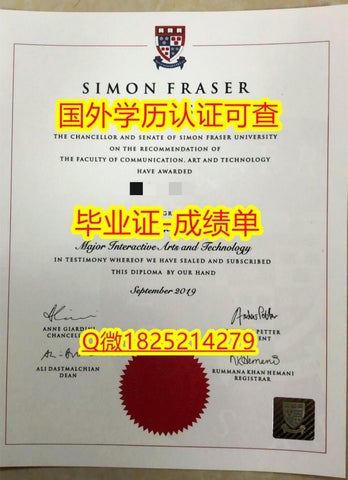 SIMON FRASER
国外学历认证可查
THE CHANCELLOR AND SENATE OF SIMON FRASER UNIVERSITY
ON THE RECOMMENDATION OF
THE FACULTY OF COMMUNICATION, ART AND TECHNOLOGY
HAVE AWARDED
毕业证-成绩单
Major Interactive Arts and Technology
IN TESTIMONY WHEREOF WE HAVE SEALED AND SUBSCRIBED
THIS DIPLOMA BY OUR HAND
September 2019
ANNE GIARDINI
CHANCEL
PETTER
ENT
Q微1825214279
ALI DASTMALCHIAN
DEAN
RUMMANA KHAN HEMANI
REGISTRAR